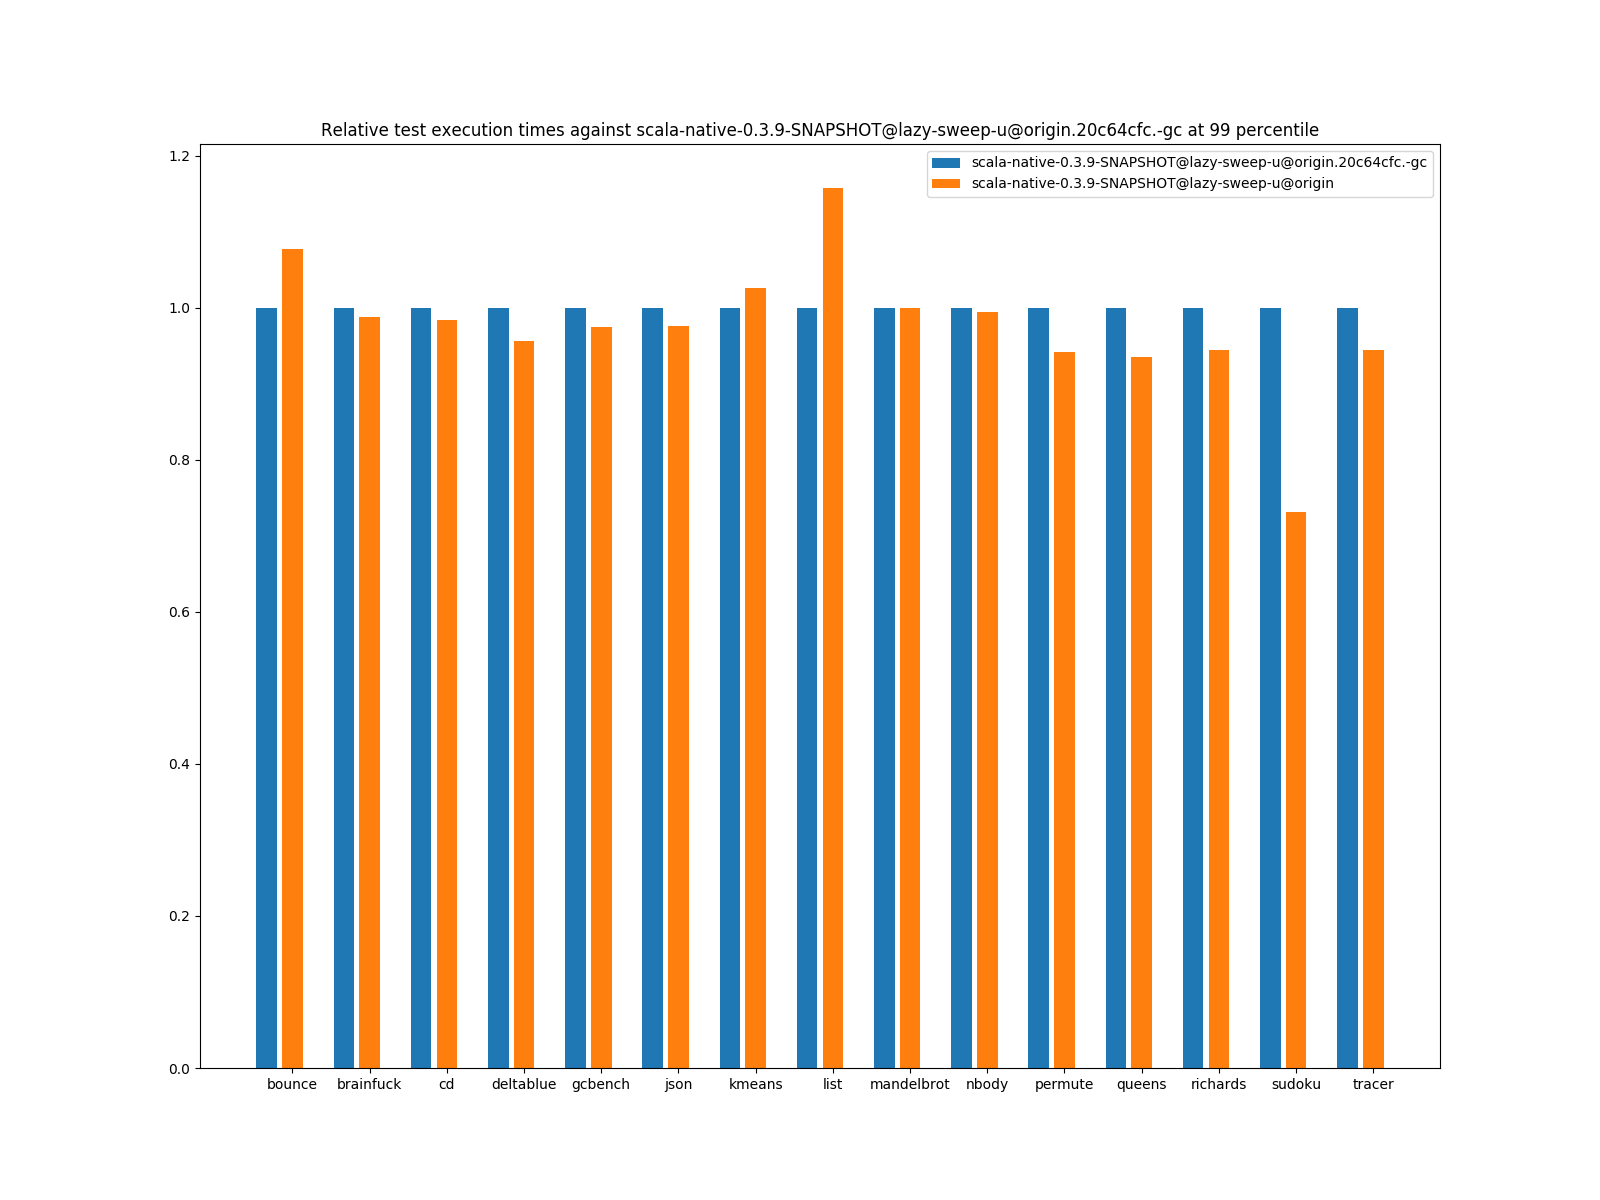 Relative test execution times against scala-native-0.3.9-SNAPSHOT@lazy-sweep-u@origin.20c64cfc.-gc at 99 percentile
scala-native-0.3.9-SNAPSHOT@lazy-sweep-u@origin.20c64cfc.-gc
scala-native-0.3.9-SNAPSHOT@lazy-sweep-u@origin
1.2
1.0
0.8
0.6
0.4
0.2
0.0
bounce brainfuck cd deltablue gcbench json kmeans list mandelbrot nbody permute queens richards sudoku tracer